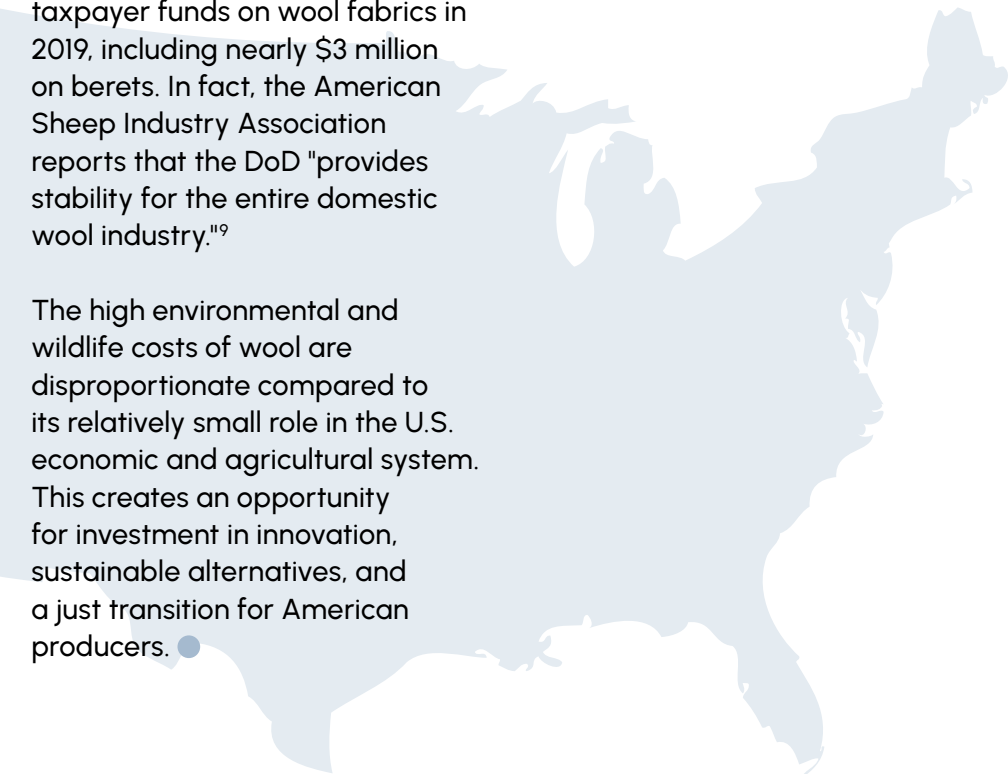 taxpayer funds on wool fabrics in
2019, including nearly $3 million
on berets. In fact, the American
Sheep Industry Association
reports that the DoD "provides
stability for the entire domestic
wool industry."⁹
The high environmental and
wildlife costs of wool are
disproportionate compared to
its relatively small role in the U.S.
economic and agricultural system.
This creates an opportunity
for investment in innovation,
sustainable alternatives, and
a just transition for American
producers.